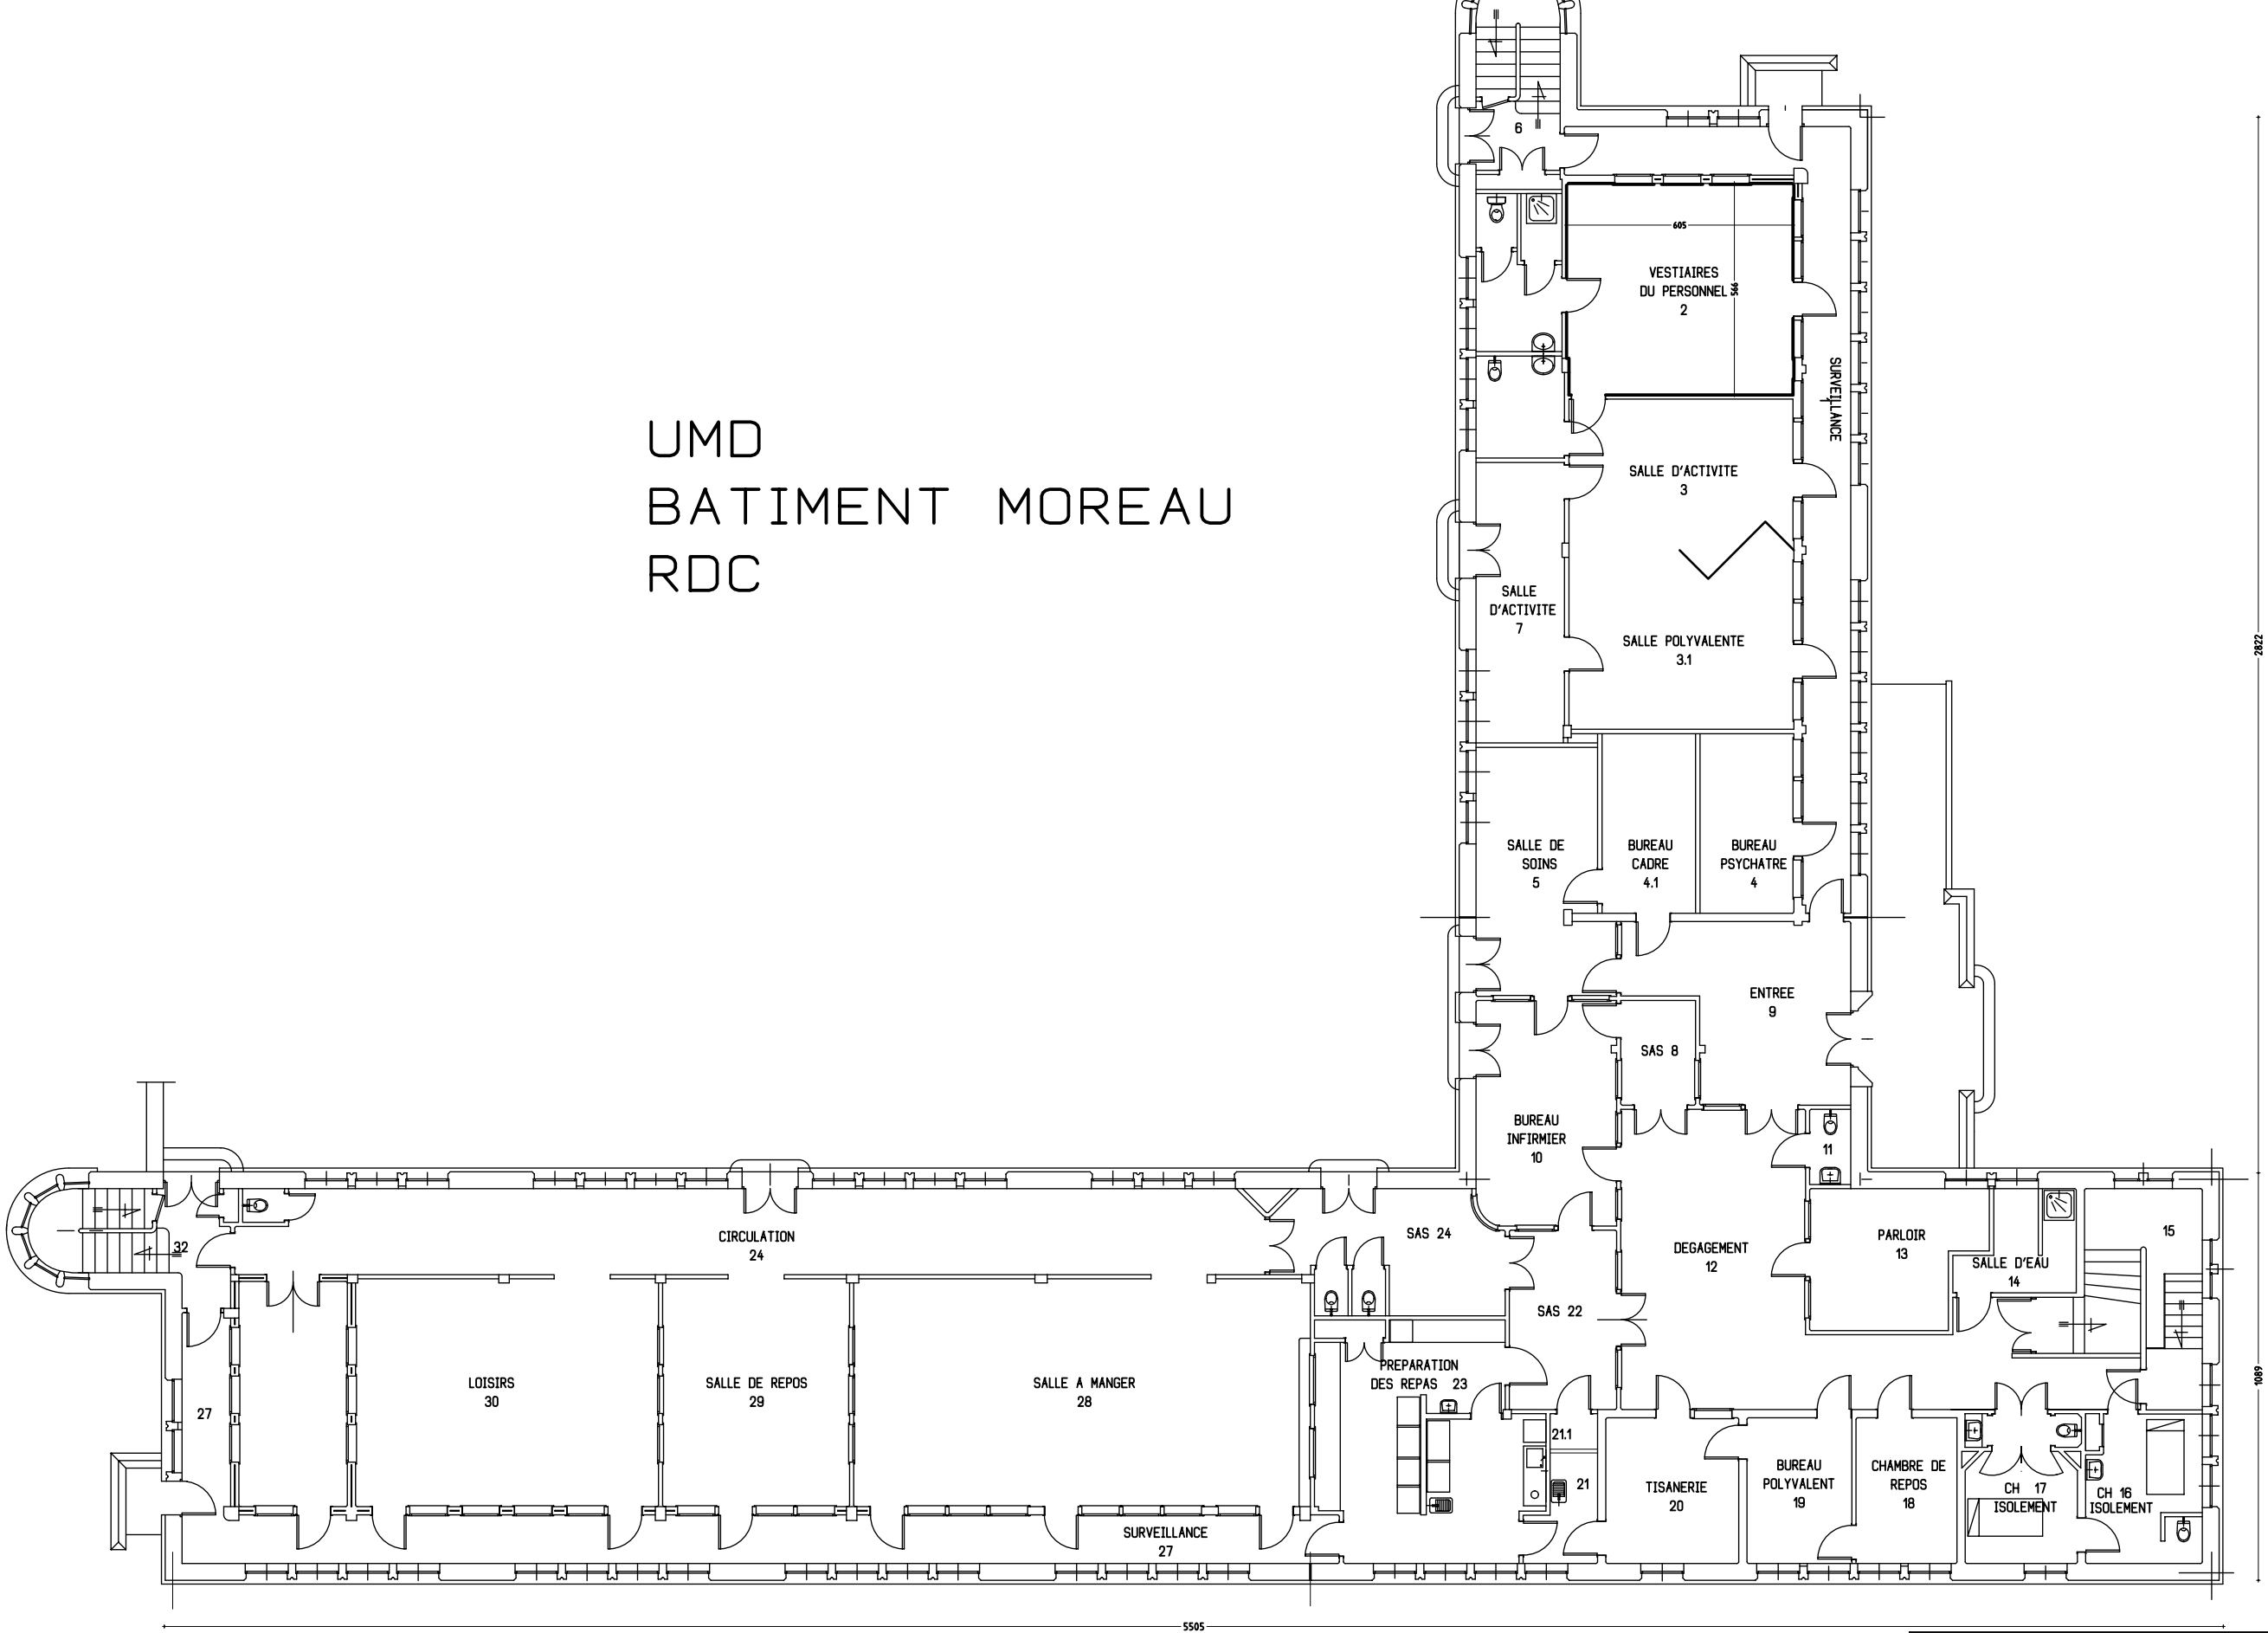 6
605
VESTIAIRES
DU PERSONNEL
2
566
SURVEILLANCE
UMD
BATIMENT MOREAU
RDC
SALLE D'ACTIVITE
3
SALLE
D'ACTIVITE
7
SALLE POLYVALENTE
3.1
2822
SALLE DE
SOINS
5
BUREAU
CADRE
4.1
BUREAU
PSYCHATRE
4
ENTREE
9
SAS 8
BUREAU
INFIRMIER
10
11
32
CIRCULATION
24
SAS 24
DEGAGEMENT
12
PARLOIR
13
SALLE D'EAU
14
15
SAS 22
27
LOISIRS
30
SALLE DE REPOS
29
SALLE A MANGER
28
PREPARATION
DES REPAS 23
1089
21.1
21
TISANERIE
20
BUREAU
POLYVALENT
19
CHAMBRE DE
REPOS
18
CH 17
ISOLEMENT
CH 16
ISOLEMENT
SURVEILLANCE
27
5505